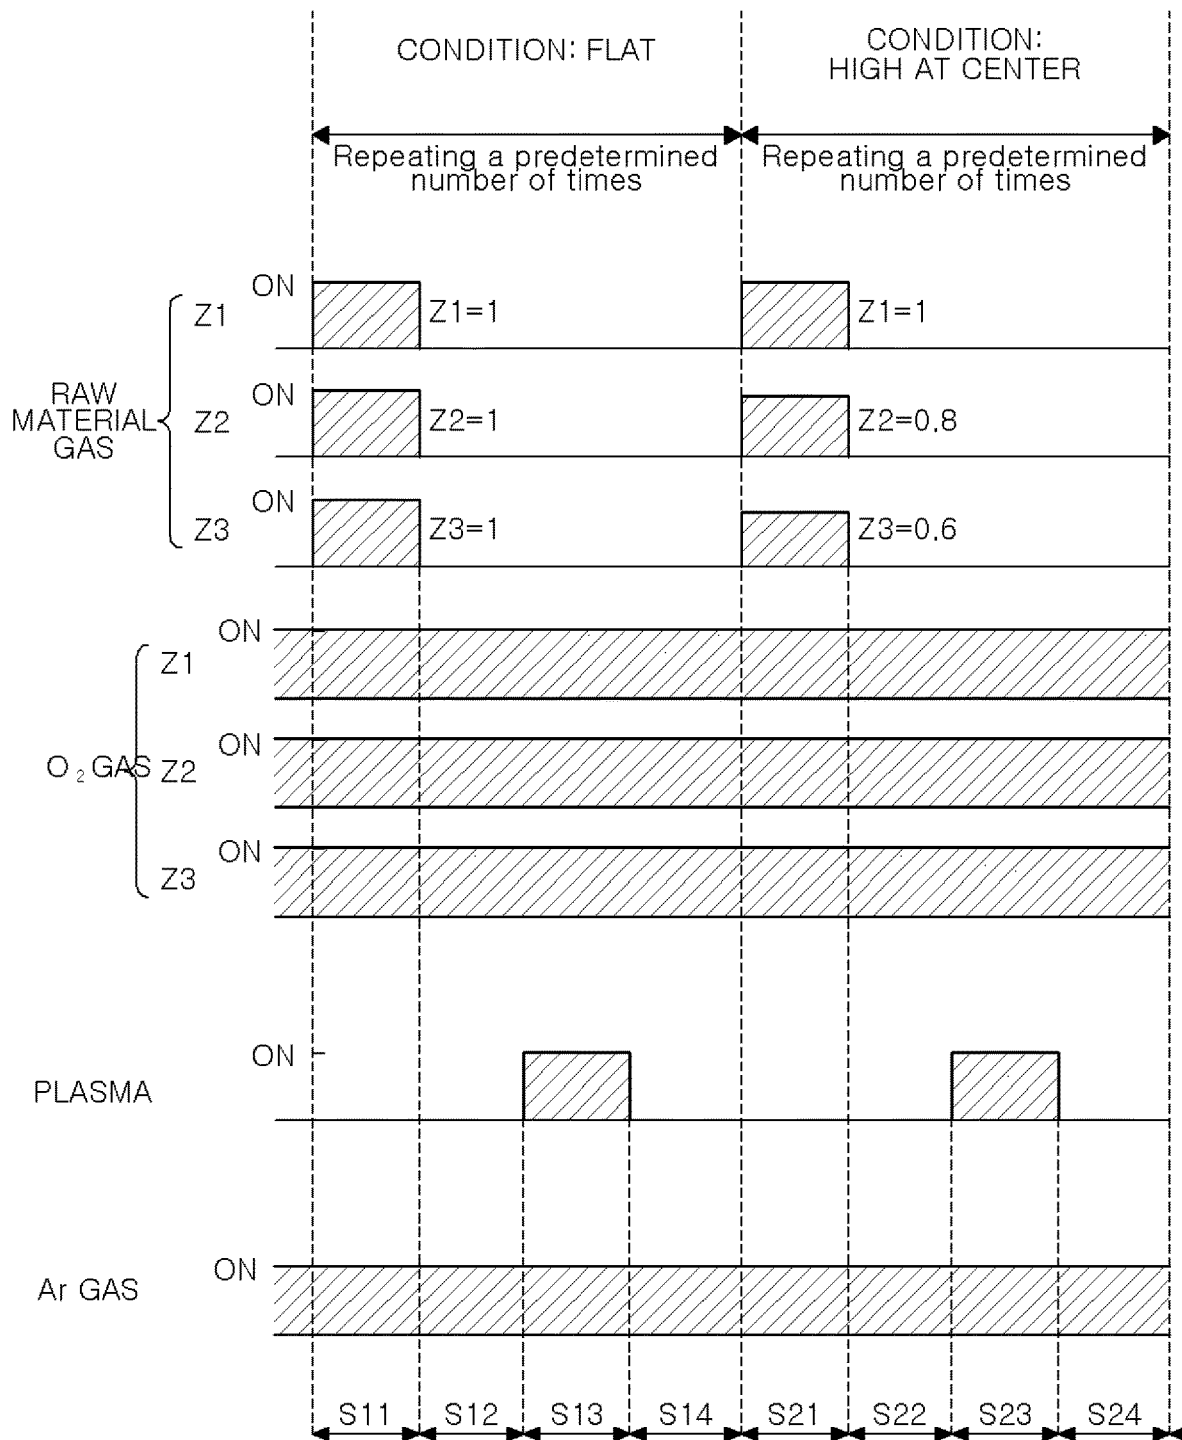 CONDITION: FLAT
CONDITION:
HIGH AT CENTER
Repeating a predetermined
number of times
Repeating a predetermined
number of times
RAW
MATERIAL
GAS
Z1
ON
Z1=1
Z1=1
Z2
ON
Z2=1
Z2=0.8
Z3
ON
Z3=1
Z3=0.6
O₂ GAS
Z1
ON
Z2
ON
Z3
ON
PLASMA
ON
Ar GAS
ON
S11 S12 S13 S14 S21 S22 S23 S24